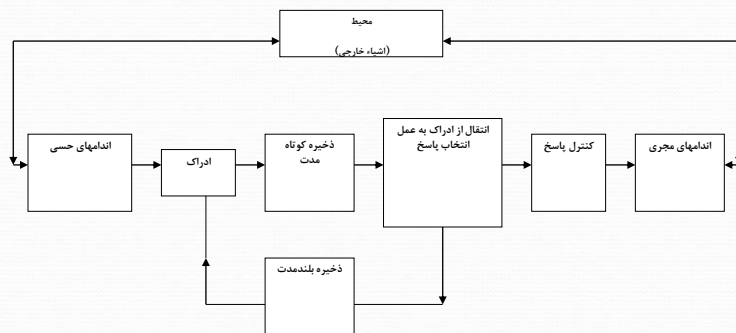 محیط
(اشیاء خارجی)
اندامهای حسی
ادراک
ذخیره کوتاه
مدت
انتقال از ادراک به عمل
انتخاب پاسخ
کنترل پاسخ
اندامهای مجری
ذخیره بلندمدت